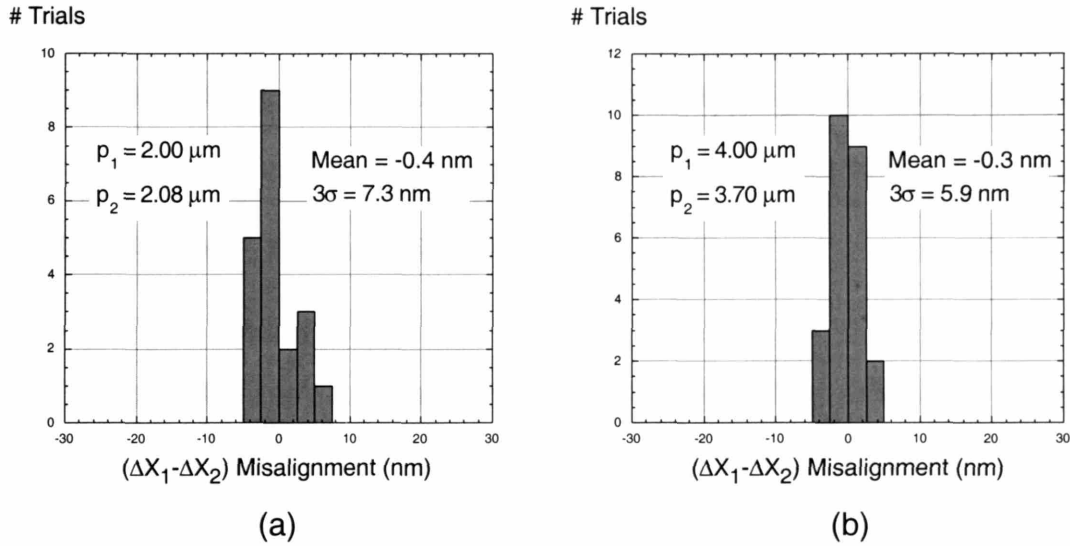 # Trials
10
8
6
4
2
0
-30
-20
-10
0
10
20
30
p1 = 2.00 µm
p2 = 2.08 µm
Mean = -0.4 nm
3σ = 7.3 nm
(ΔX1-ΔX2) Misalignment (nm)
(a)
# Trials
12
10
8
6
4
2
0
-30
-20
-10
0
10
20
30
p1 = 4.00 µm
p2 = 3.70 µm
Mean = -0.3 nm
3σ = 5.9 nm
(ΔX1-ΔX2) Misalignment (nm)
(b)